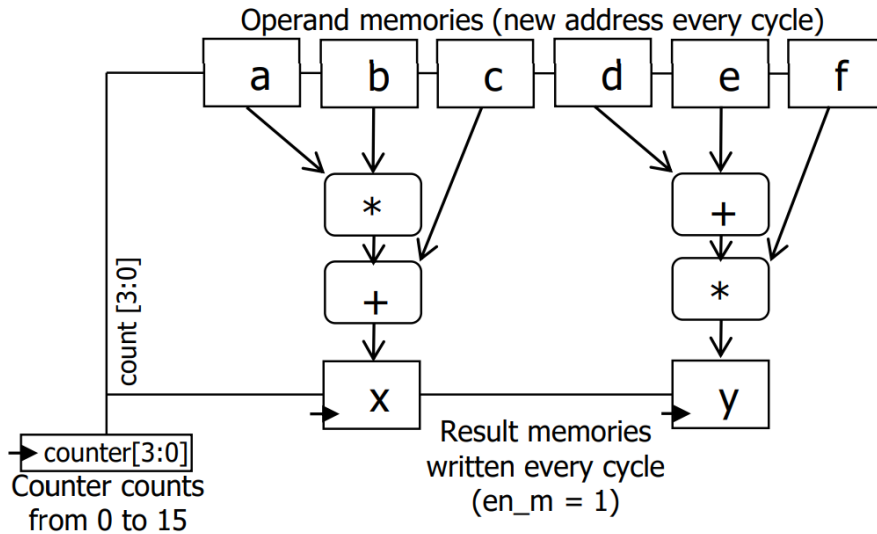 Operand memories (new address every cycle)
a b c d e f
* +
+ *
count [3:0]
x y
counter[3:0]
Counter counts
from 0 to 15
Result memories
written every cycle
(en_m = 1)